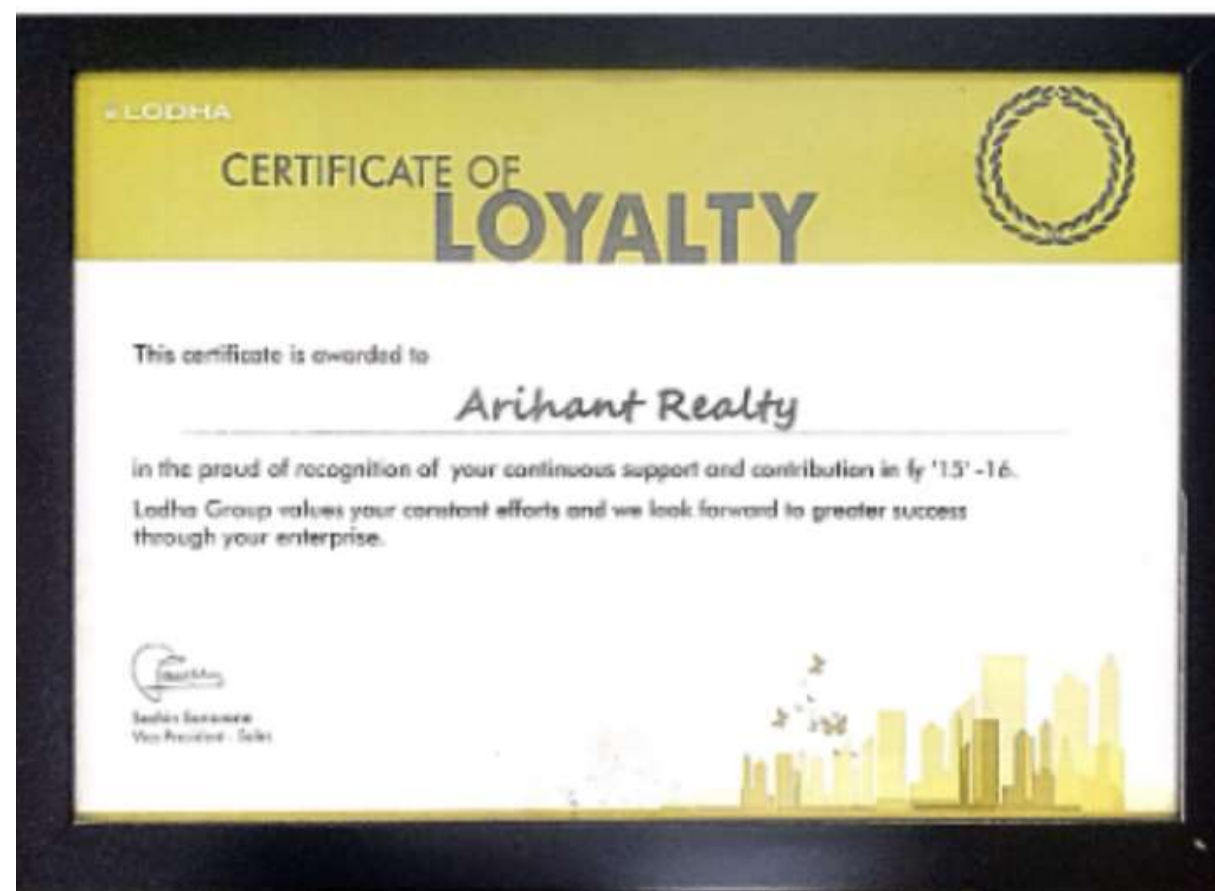 LODHA
CERTIFICATE OF
LOYALTY
This certificate is awarded to
Arihant Realty
in the proud of recognition of your continuous support and contribution in fy '15'-16.
Lodha Group values your constant efforts and we look forward to greater success
through your enterprise.
Vice President - Sales